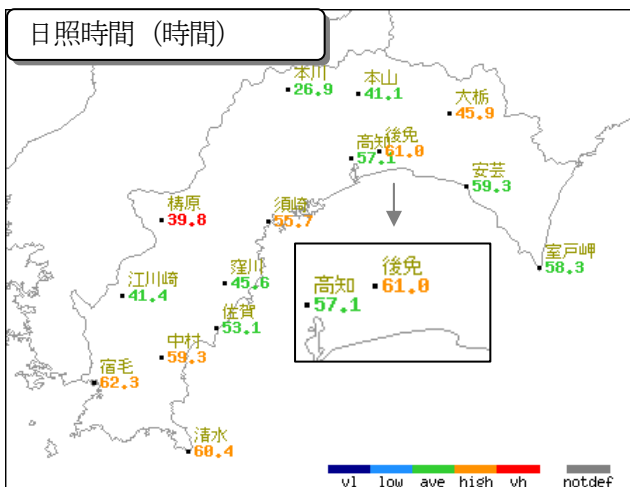 日照時間（時間）
本川
26.9
本山
41.1
大栃
45.9
高知
57.1
後免
61.0
安芸
59.3
梼原
39.8
須崎
55.7
室戸岬
58.3
江川崎
41.4
窪川
45.6
佐賀
53.1
後免
61.0
高知
57.1
中村
59.3
宿毛
62.3
清水
60.4
vl low ave high vh notdef